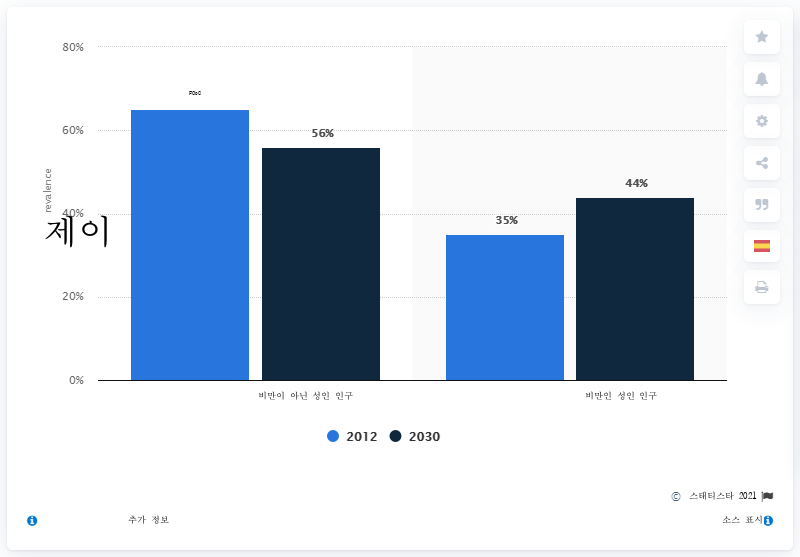 80%
60%
56%
44%
revalence
40%
제이
35%
20%
0%
비만이 아닌 성인 인구
비만인 성인 인구
2012
2030
© 스태티스타 2021
추가 정보
소스 표시